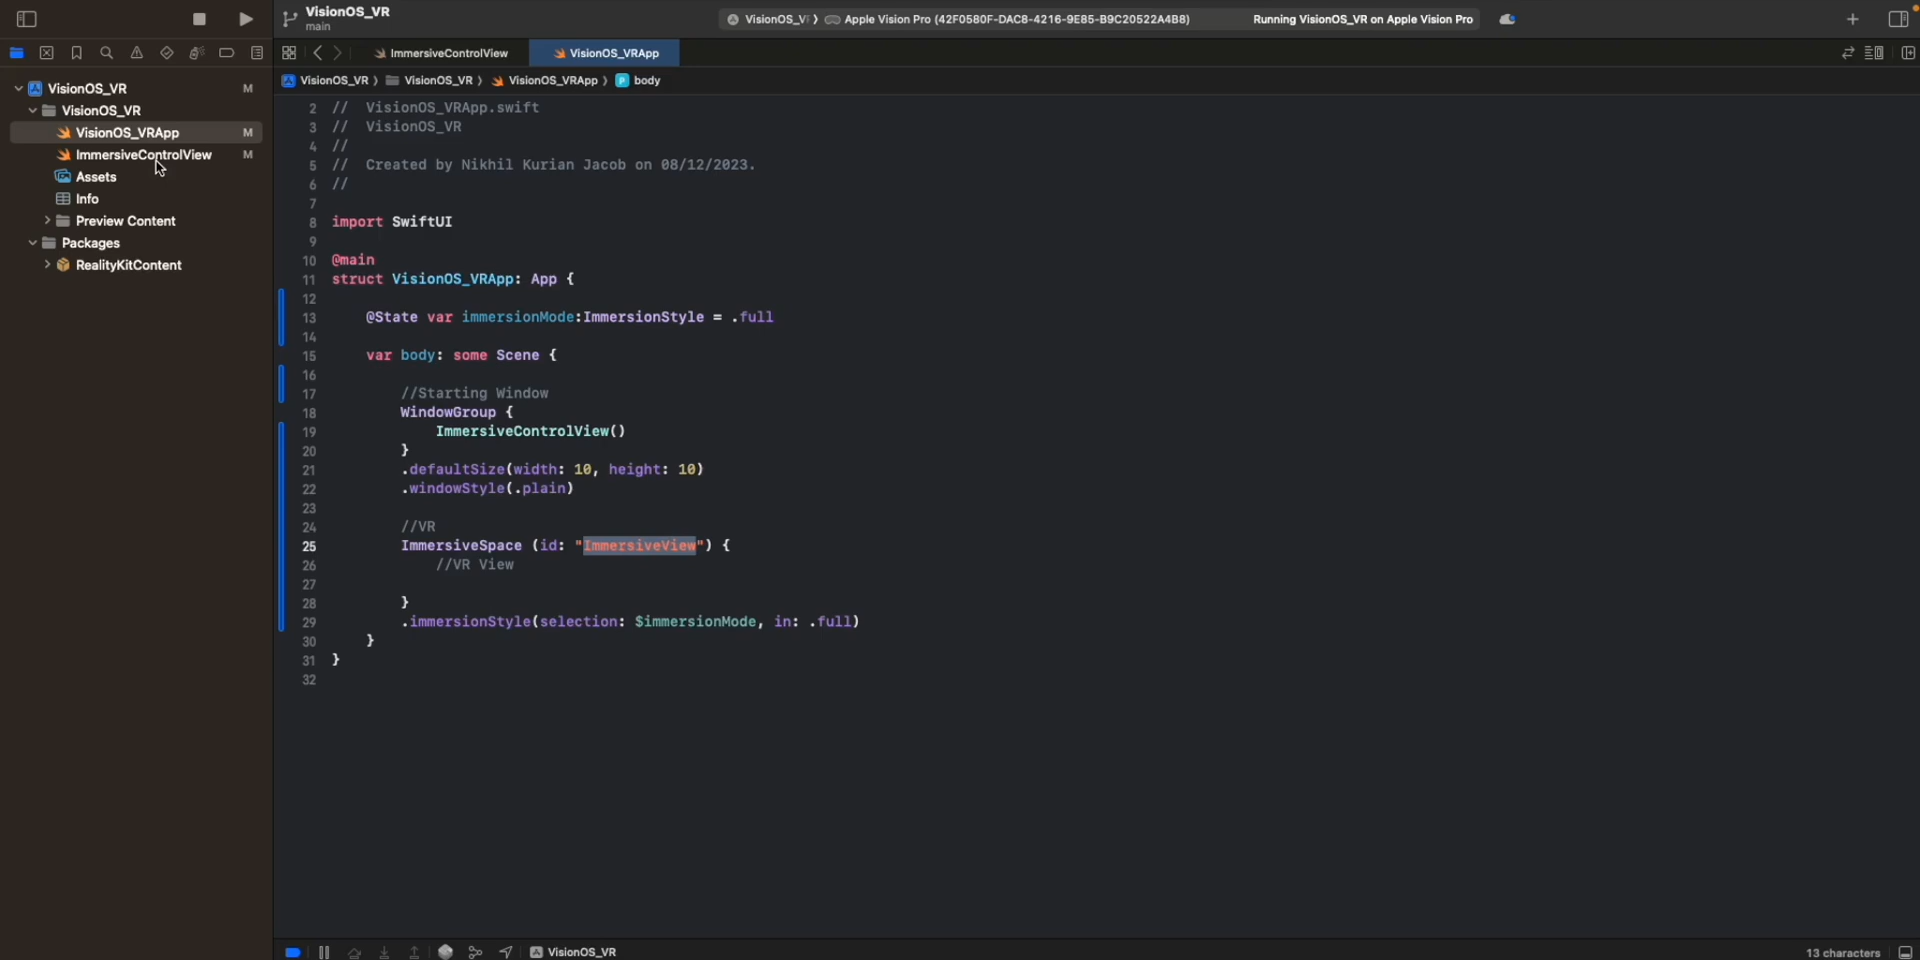 VisionOS_VR
main
VisionOS_VR
Apple Vision Pro (42F0580F-DAC8-4216-9E85-B9C20522A4B8)
Running VisionOS_VR on Apple Vision Pro
ImmersiveControlView
VisionOS_VRApp
VisionOS_VR M
VisionOS_VR
VisionOS_VRApp M
ImmersiveControlView M
Assets
Info
Preview Content
Packages
RealityKitContent
VisionOS_VR ⟩ VisionOS_VR ⟩ VisionOS_VRApp ⟩ P body
2 // VisionOS_VRApp.swift
3 // VisionOS_VR
4 //
5 // Created by Nikhil Kurian Jacob on 08/12/2023.
6 //
7
8 import SwiftUI
9
10 @main
11 struct VisionOS_VRApp: App {
12
13 @State var immersionMode:ImmersionStyle = .full
14
15 var body: some Scene {
16
17 //Starting Window
18 WindowGroup {
19 ImmersiveControlView()
20 }
21 .defaultSize(width: 10, height: 10)
22 .windowStyle(.plain)
23
24 //VR
25 ImmersiveSpace (id: "ImmersiveView") {
26 //VR View
27
28 }
29 .immersionStyle(selection: $immersionMode, in: .full)
30 }
31 }
32
VisionOS_VR
13 characters